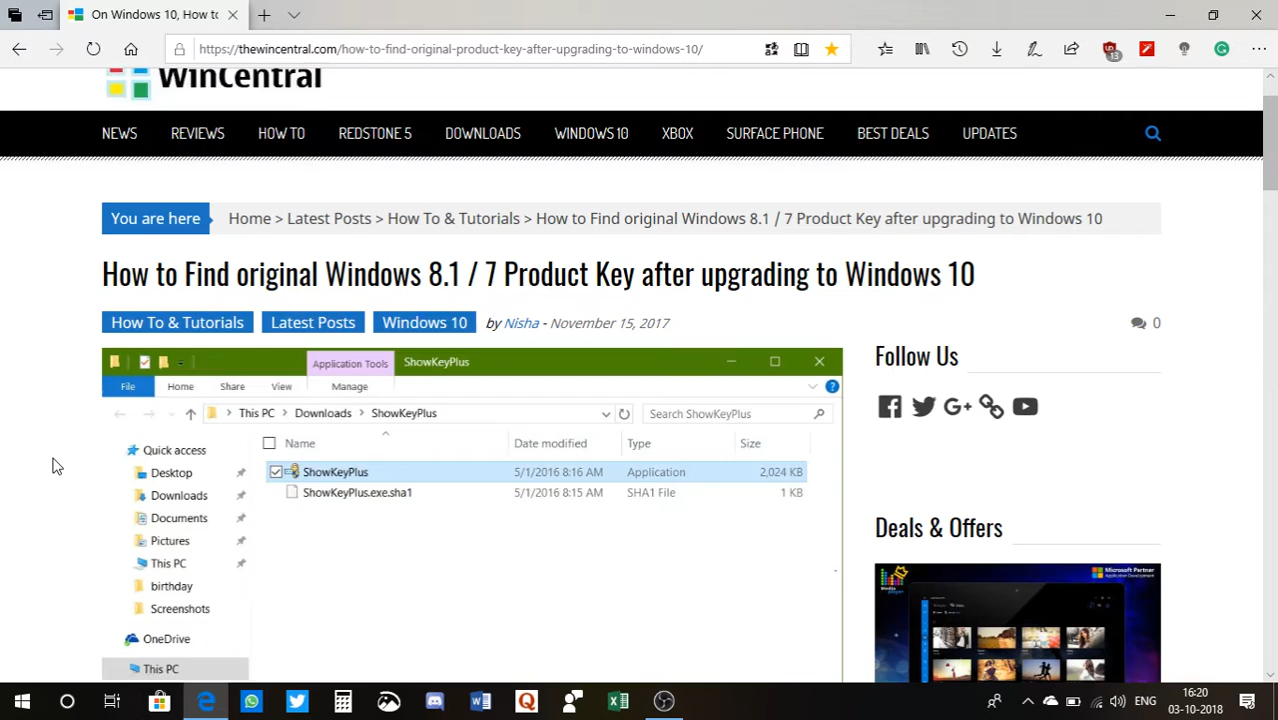 On Windows 10, How to
https://thewincentral.com/how-to-find-original-product-key-after-upgrading-to-windows-10/
13
WinCentral
NEWS REVIEWS HOW TO REDSTONE 5 DOWNLOADS WINDOWS 10 XBOX SURFACE PHONE BEST DEALS UPDATES
You are here Home > Latest Posts > How To & Tutorials > How to Find original Windows 8.1 / 7 Product Key after upgrading to Windows 10
How to Find original Windows 8.1 / 7 Product Key after upgrading to Windows 10
How To & Tutorials Latest Posts Windows 10 by Nisha - November 15, 2017 0
Application Tools ShowKeyPlus
File Home Share View Manage
This PC > Downloads > ShowKeyPlus Search ShowKeyPlus
Name Date modified Type Size
ShowKeyPlus 5/1/2016 8:16 AM Application 2,024 KB
ShowKeyPlus.exe.sha1 5/1/2016 8:15 AM SHA1 File 1 KB
Quick access
Desktop
Downloads
Documents
Pictures
This PC
birthday
Screenshots
OneDrive
This PC
Follow Us
Deals & Offers
Microsoft Partner
ENG
16:20
03-10-2018